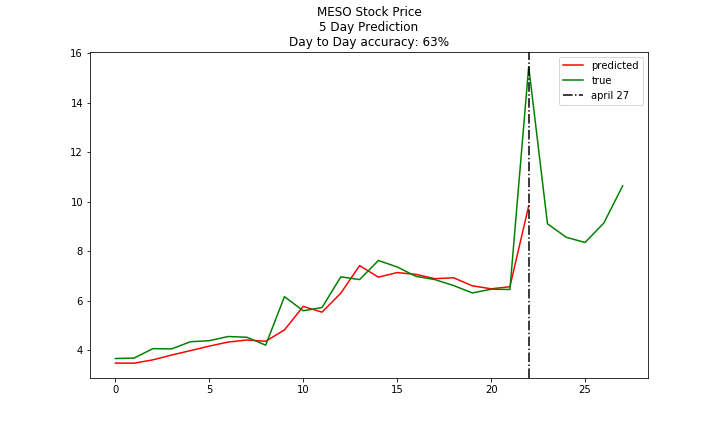 MESO Stock Price
5 Day Prediction
Day to Day accuracy: 63%
16
predicted
true
april 27
14
12
10
8
6
4
0
5
10
15
20
25